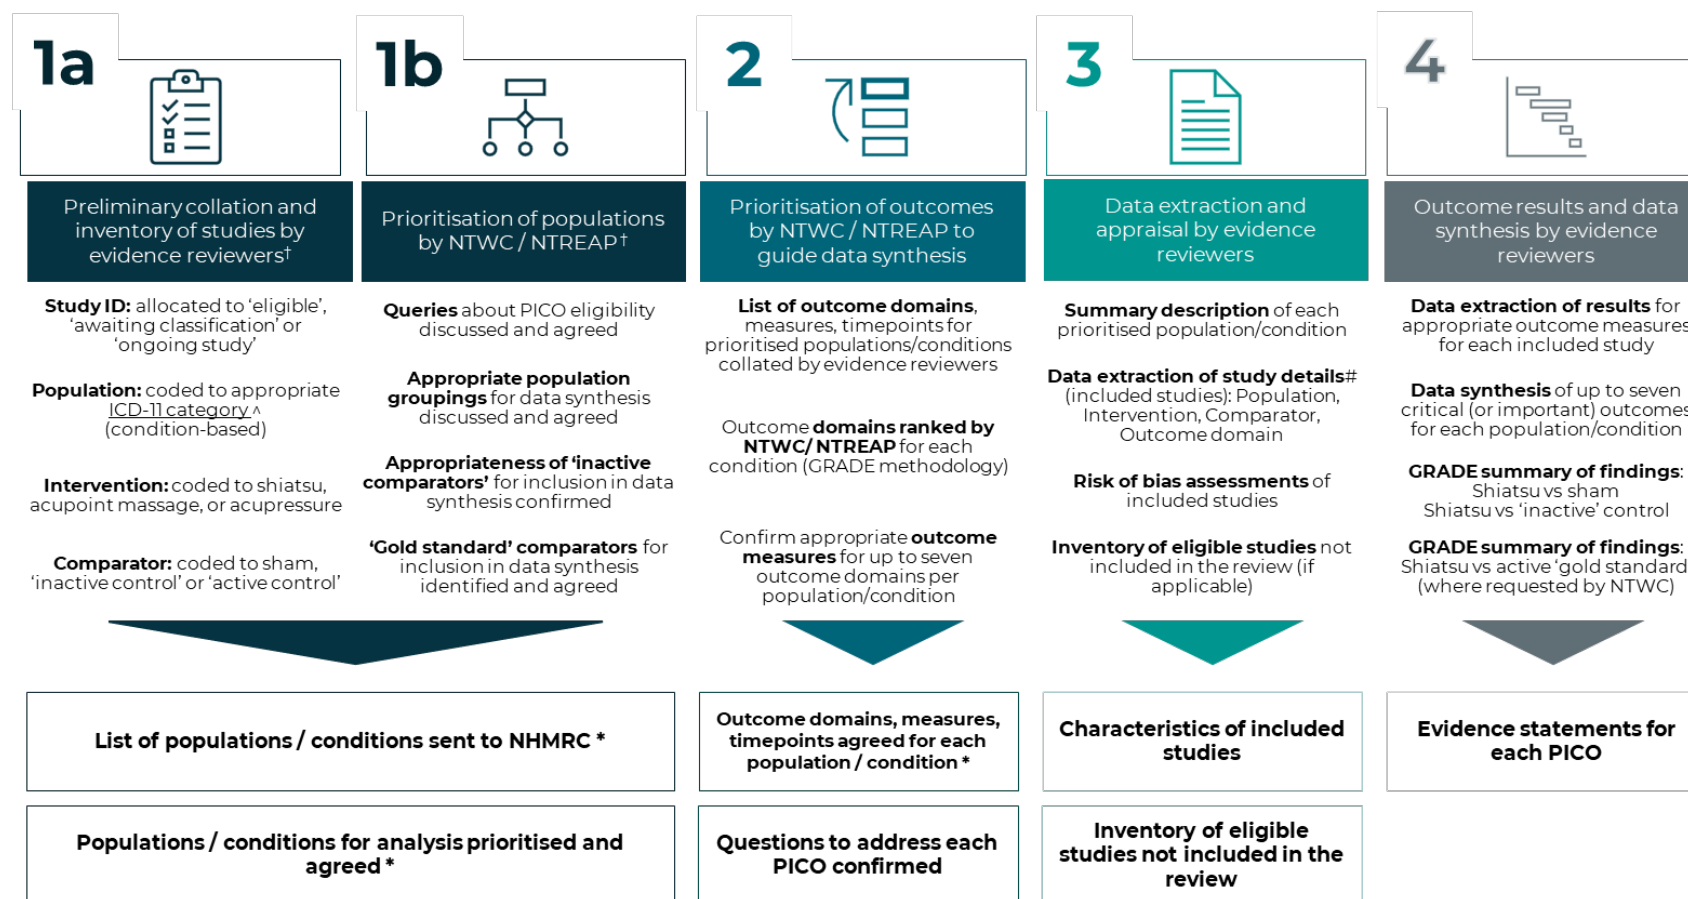 1a
Preliminary collation and
inventory of studies by
evidence reviewers†
Study ID: allocated to ‘eligible’,
‘awaiting classification’ or
‘ongoing study’
Population: coded to appropriate
ICD-11 category ^
(condition-based)
Intervention: coded to shiatsu,
acupoint massage, or acupressure
Comparator: coded to sham,
‘inactive control’ or ‘active control’
1b
Prioritisation of populations
by NTWC / NTREAP†
Queries about PICO eligibility
discussed and agreed
Appropriate population
groupings for data synthesis
discussed and agreed
Appropriateness of ‘inactive
comparators’ for inclusion in data
synthesis confirmed
‘Gold standard’ comparators for
inclusion in data synthesis
identified and agreed
List of populations / conditions sent to NHMRC *
Populations / conditions for analysis prioritised and
agreed *
2
Prioritisation of outcomes
by NTWC / NTREAP to
guide data synthesis
List of outcome domains,
measures, timepoints for
prioritised populations/conditions
collated by evidence reviewers
Outcome domains ranked by
NTWC/ NTREAP for each
condition (GRADE methodology)
Confirm appropriate outcome
measures for up to seven
outcome domains per
population/condition
Outcome domains, measures,
timepoints agreed for each
population / condition *
Questions to address each
PICO confirmed
3
Data extraction and
appraisal by evidence
reviewers
Summary description of each
prioritised population/condition
Data extraction of study details#
(included studies): Population,
Intervention, Comparator,
Outcome domain
Risk of bias assessments of
included studies
Inventory of eligible studies not
included in the review (if
applicable)
Characteristics of included
studies
Inventory of eligible
studies not included in the
review
4
Outcome results and data
synthesis by evidence
reviewers
Data extraction of results for
appropriate outcome measures
for each included study
Data synthesis of up to seven
critical (or important) outcomes
for each population/condition
GRADE summary of findings:
Shiatsu vs sham
Shiatsu vs ‘inactive’ control
GRADE summary of findings:
Shiatsu vs active ‘gold standard
(where requested by NTWC)
Evidence statements for
each PICO